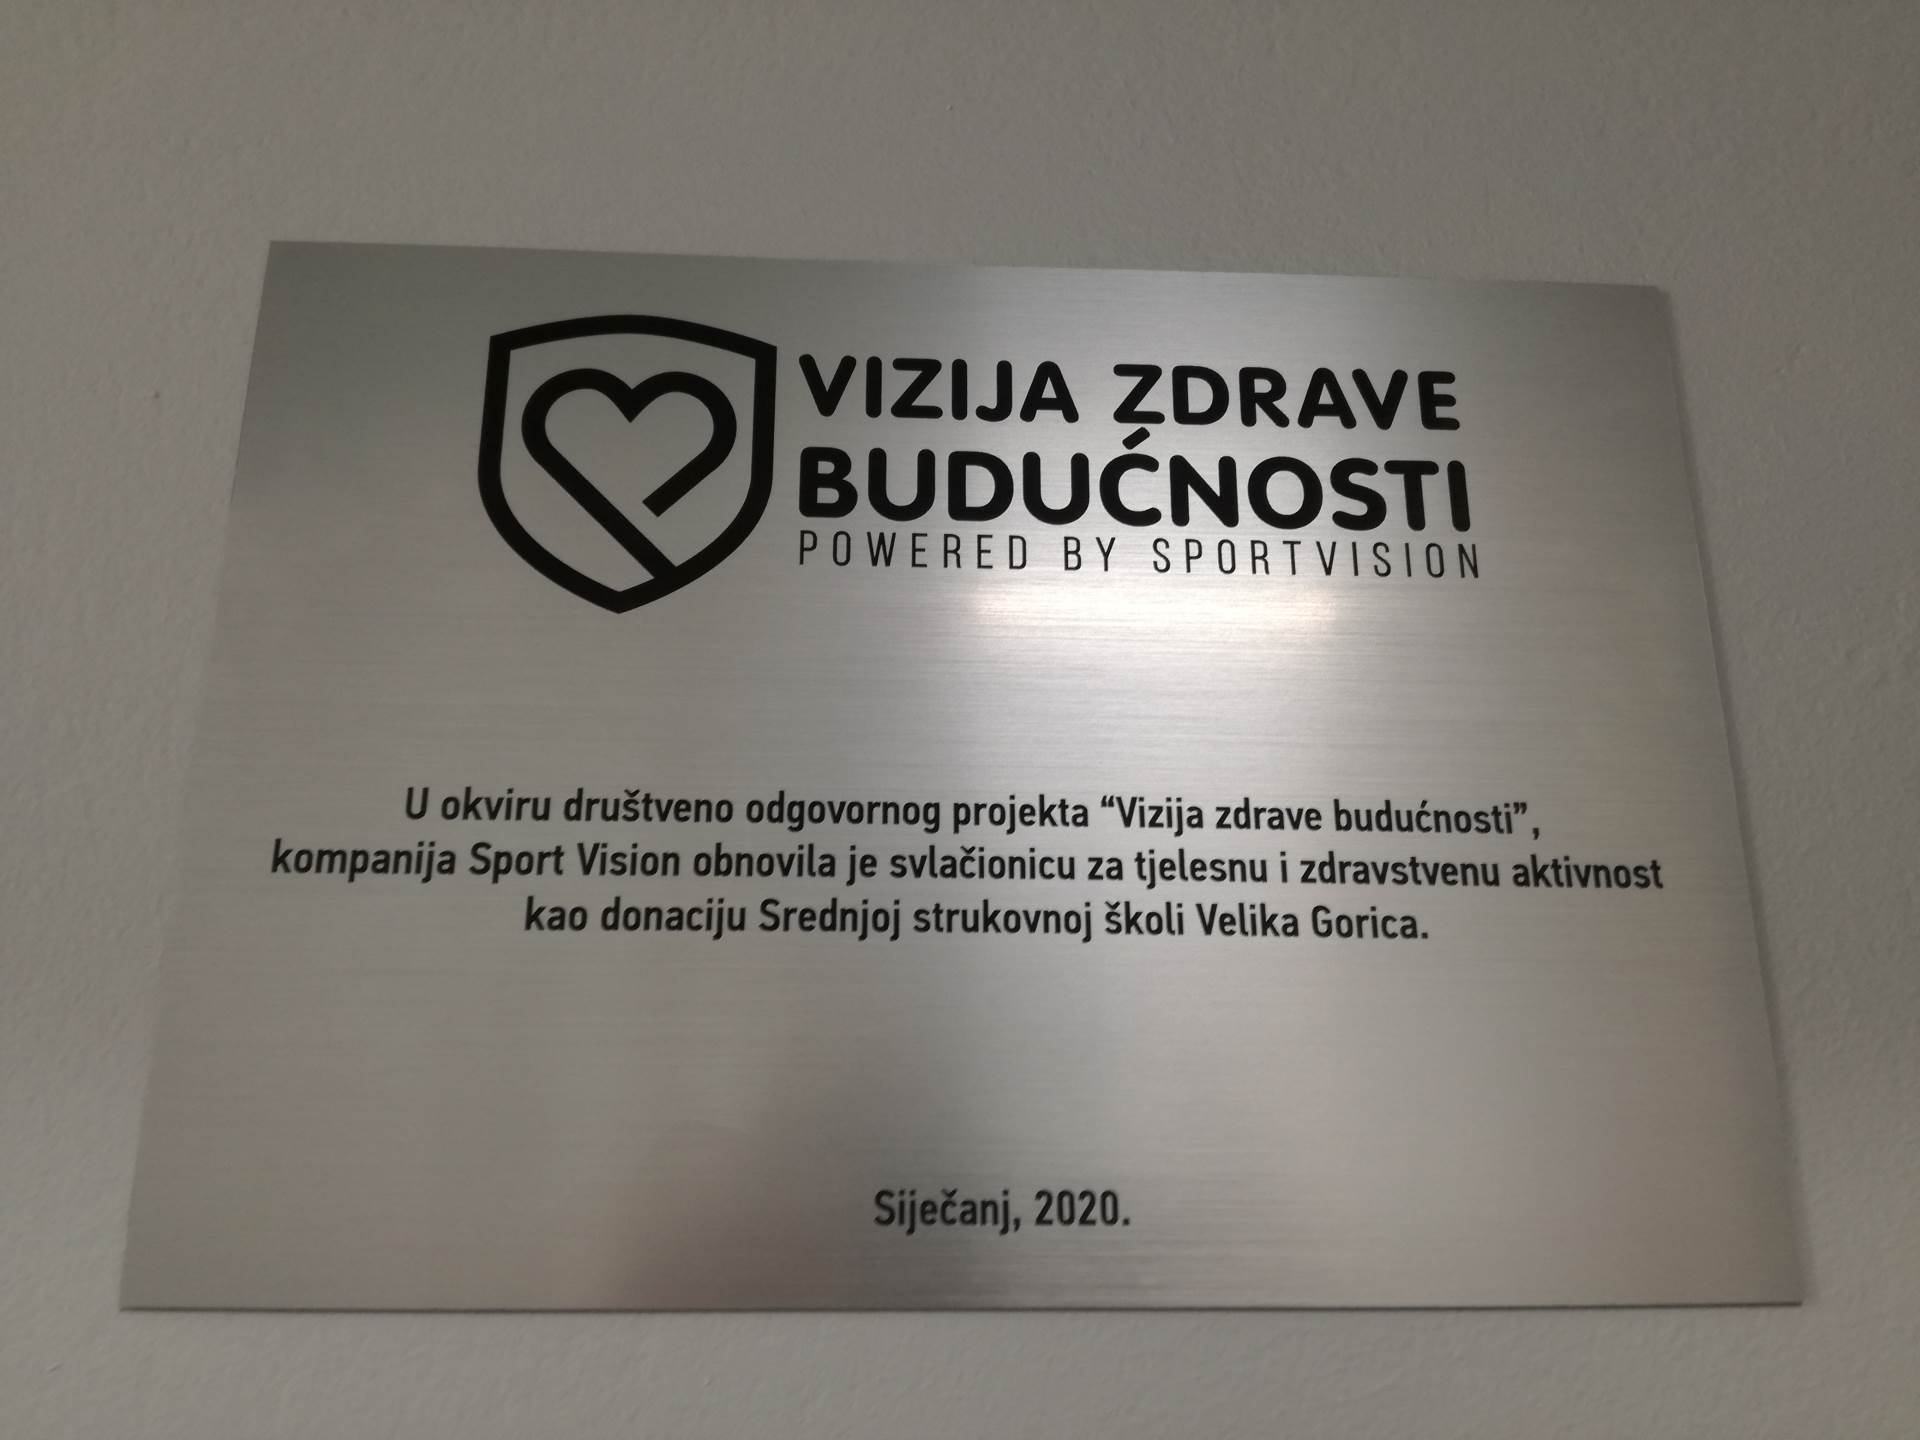 VIZIJA ZDRAVE
BUDUĆNOSTI
POWERED BY SPORTVISION
U okviru društveno odgovornog projekta “Vizija zdrave budućnosti”,
kompanija Sport Vision obnovila je svlačionicu za tjelesnu i zdravstvenu aktivnost
kao donaciju Srednjoj strukovnoj školi Velika Gorica.
Siječanj, 2020.